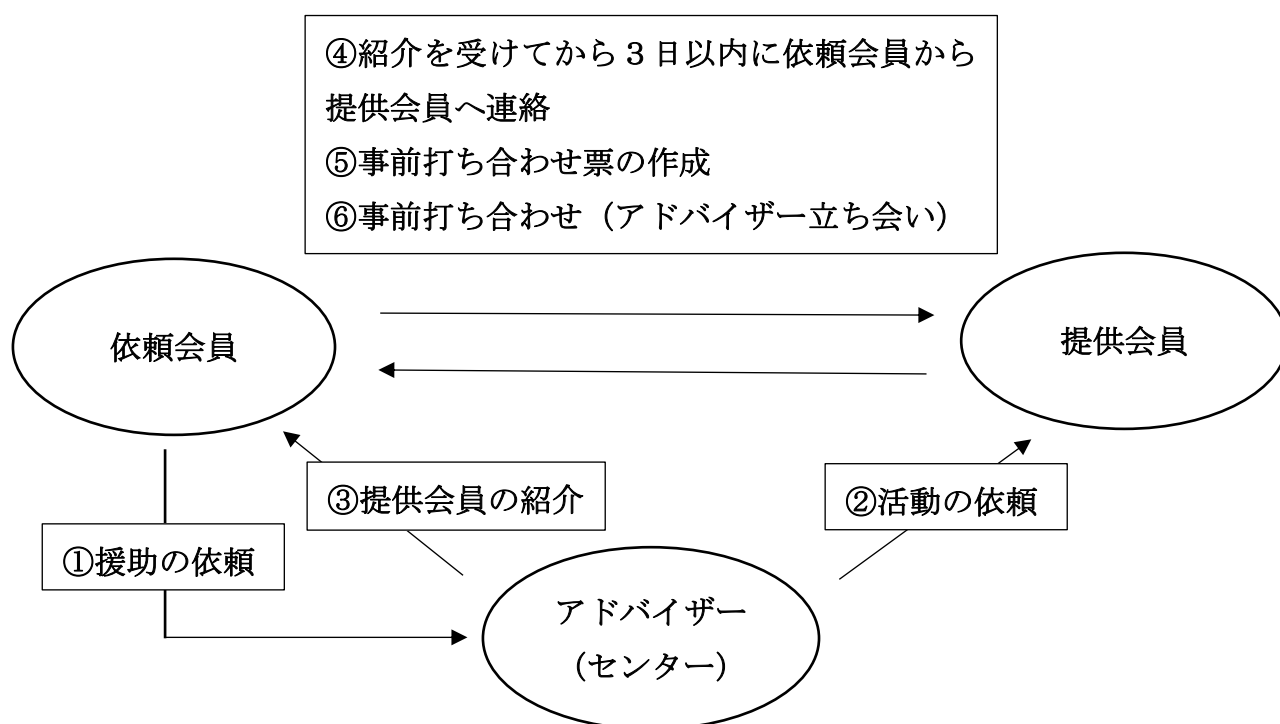 ④紹介を受けてから３日以内に依頼会員から
提供会員へ連絡
⑤事前打ち合わせ票の作成
⑥事前打ち合わせ（アドバイザー立ち会い）
依頼会員
提供会員
③提供会員の紹介
②活動の依頼
①援助の依頼
アドバイザー
（センター）